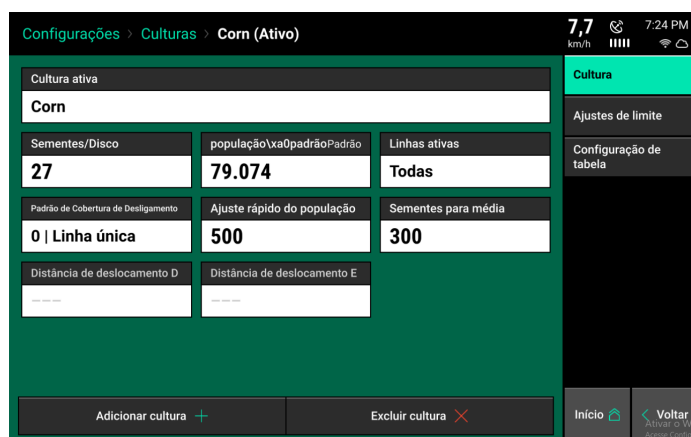 Configurações > Culturas > Corn (Ativo)
7,7
km/h
7:24 PM
Cultura ativa
Corn
Sementes/Disco
27
população\xa0padrãoPadrão
79.074
Linhas ativas
Todas
Padrão de Cobertura de Desligamento
0 | Linha única
Ajuste rápido do população
500
Sementes para média
300
Distância de deslocamento D
---
Distância de deslocamento E
---
Adicionar cultura +
Excluir cultura
Cultura
Ajustes de limite
Configuração de
tabela
Início
< Voltar
Ativar o W